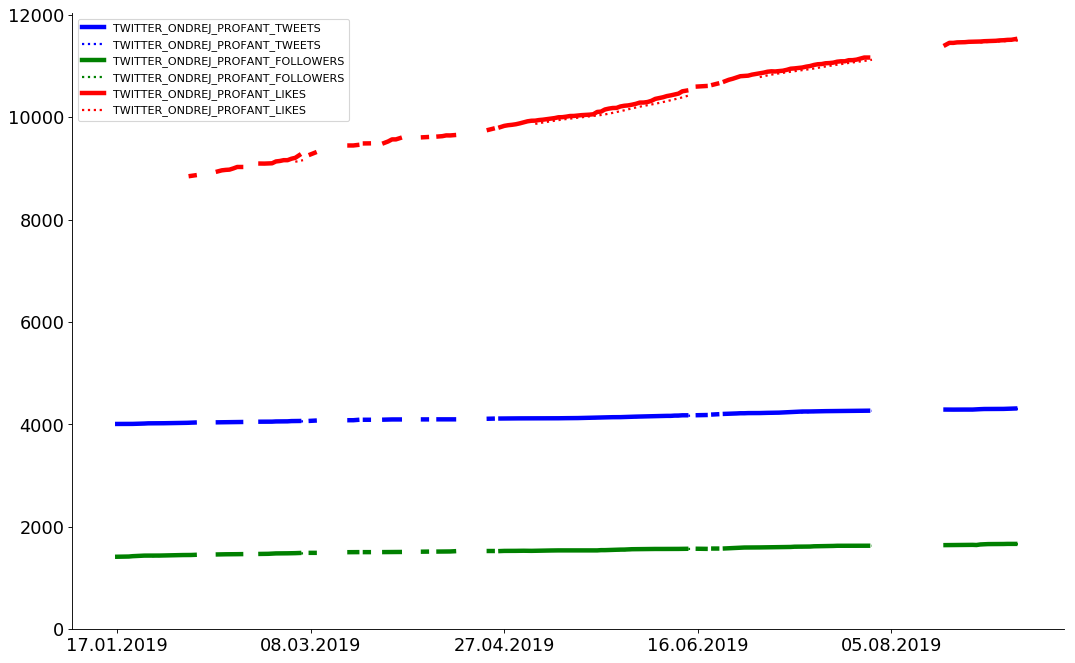 12000
10000
8000
6000
4000
2000
0
TWITTER_ONDREJ_PROFANT_TWEETS
TWITTER_ONDREJ_PROFANT_TWEETS
TWITTER_ONDREJ_PROFANT_FOLLOWERS
TWITTER_ONDREJ_PROFANT_FOLLOWERS
TWITTER_ONDREJ_PROFANT_LIKES
TWITTER_ONDREJ_PROFANT_LIKES
17.01.2019 08.03.2019 27.04.2019 16.06.2019 05.08.2019